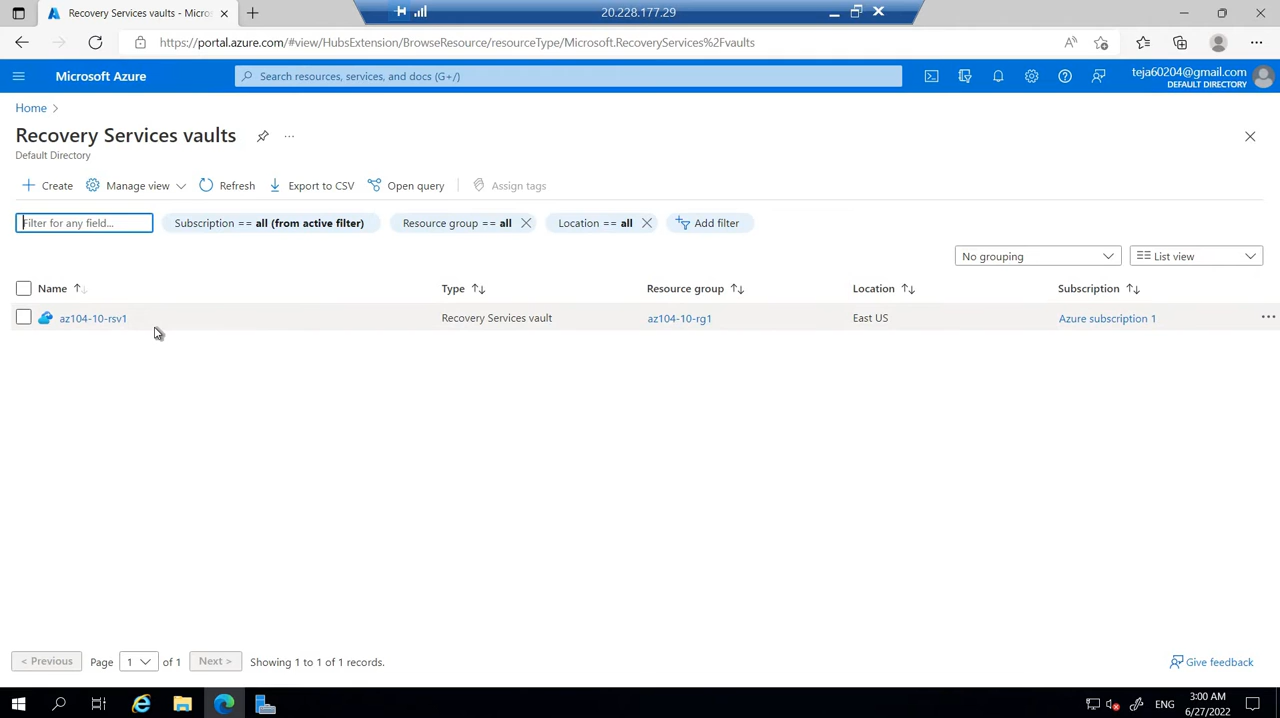 Recovery Services vaults - Micro
20.228.177.29
https://portal.azure.com/#view/HubsExtension/BrowseResource/resourceType/Microsoft.RecoveryServices%2Fvaults
Microsoft Azure
Search resources, services, and docs (G+/)
teja60204@gmail.com
DEFAULT DIRECTORY
Home
Recovery Services vaults
Default Directory
Create
Manage view
Refresh
Export to CSV
Open query
Assign tags
Filter for any field...
Subscription == all (from active filter)
Resource group == all
Location == all
Add filter
No grouping
List view
Name
Type
Resource group
Location
Subscription
az104-10-rsv1
Recovery Services vault
az104-10-rg1
East US
Azure subscription 1
< Previous
Page
1
of 1
Next >
Showing 1 to 1 of 1 records.
Give feedback
ENG
3:00 AM
6/27/2022